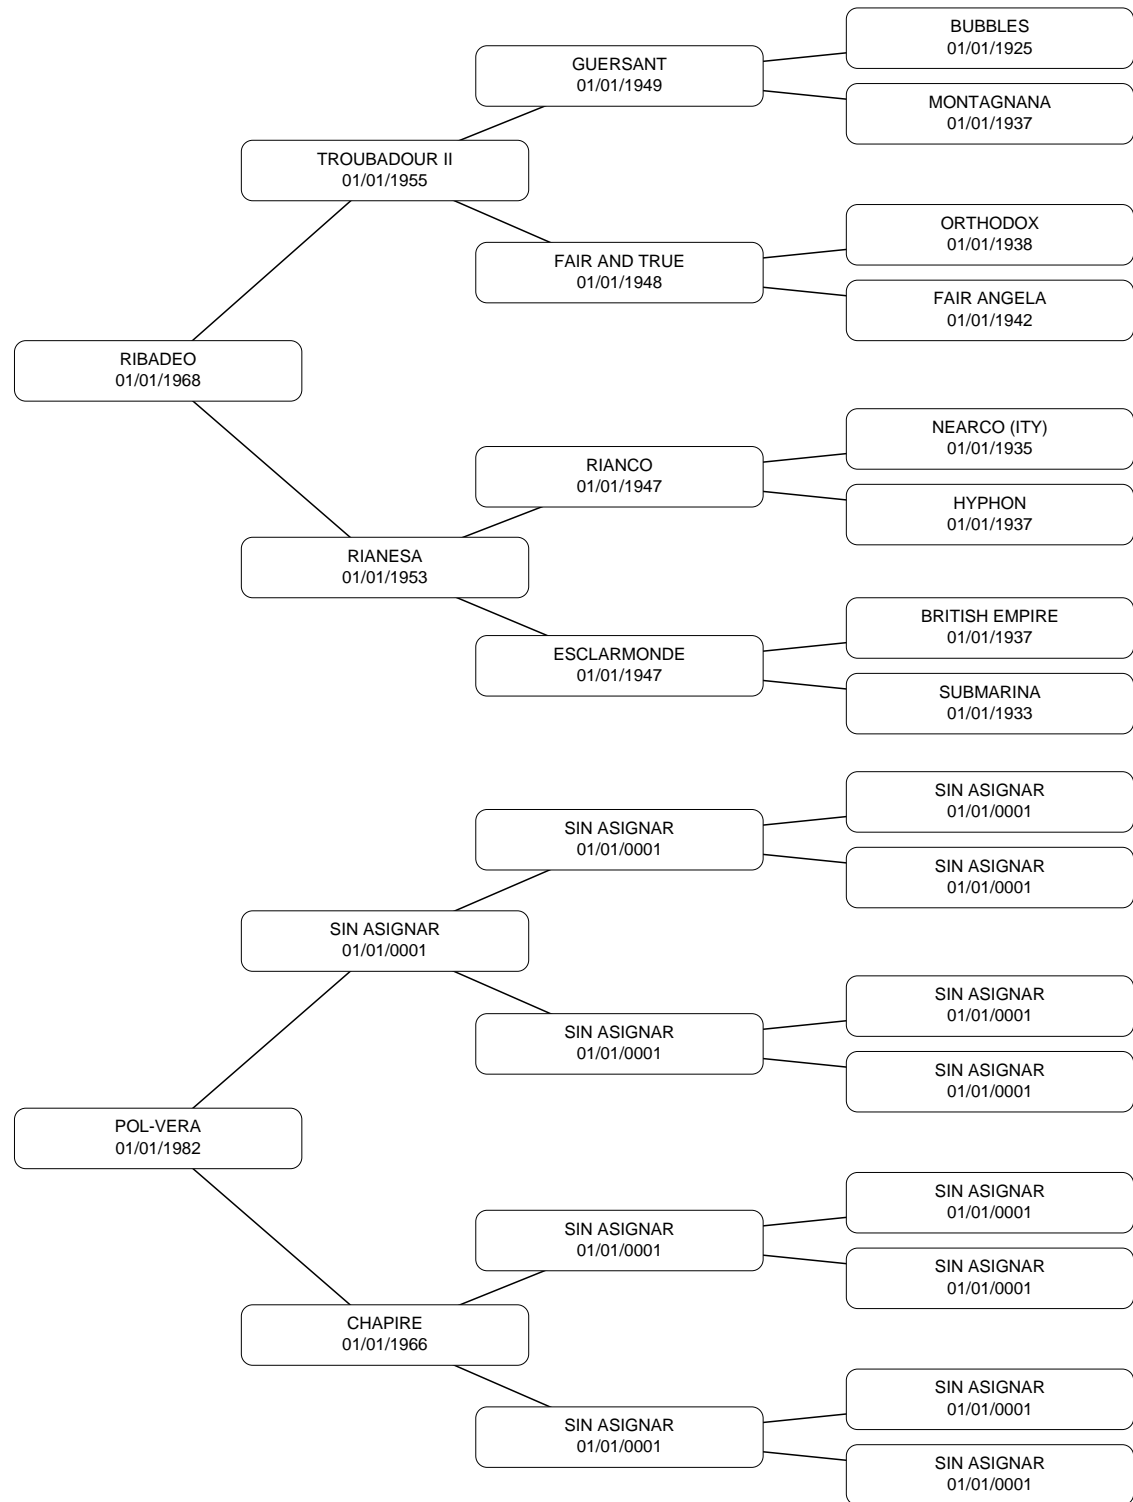 BUBBLES
01/01/1925
GUERSANT
01/01/1949
MONTAGNANA
01/01/1937
TROUBADOUR II
01/01/1955
ORTHODOX
01/01/1938
FAIR AND TRUE
01/01/1948
FAIR ANGELA
01/01/1942
RIBADEO
01/01/1968
NEARCO (ITY)
01/01/1935
RIANCO
01/01/1947
HYPHON
01/01/1937
RIANESA
01/01/1953
BRITISH EMPIRE
01/01/1937
ESCLARMONDE
01/01/1947
SUBMARINA
01/01/1933
SIN ASIGNAR
01/01/0001
SIN ASIGNAR
01/01/0001
SIN ASIGNAR
01/01/0001
SIN ASIGNAR
01/01/0001
SIN ASIGNAR
01/01/0001
SIN ASIGNAR
01/01/0001
SIN ASIGNAR
01/01/0001
POL-VERA
01/01/1982
SIN ASIGNAR
01/01/0001
SIN ASIGNAR
01/01/0001
SIN ASIGNAR
01/01/0001
CHAPIRE
01/01/1966
SIN ASIGNAR
01/01/0001
SIN ASIGNAR
01/01/0001
SIN ASIGNAR
01/01/0001